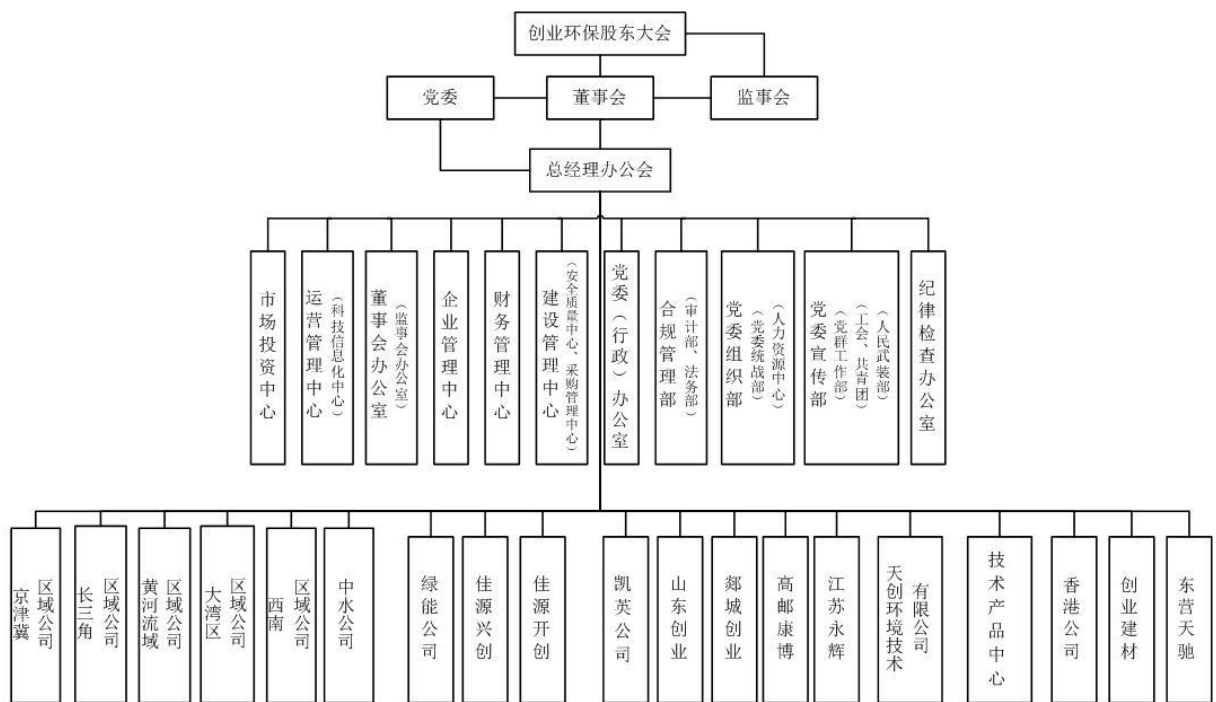 创业环保股东大会
党委
董事会
监事会
总经理办公会
市场投资中心
运营管理中心
（科技信息化中心）
董事会办公室
（监事会办公室）
企业管理中心
财务管理中心
建设管理中心
（安全质量中心、采购管理中心）
党委（行政）办公室
合规管理部
（审计部、法务部）
党委组织部
（党委统战部）
（人力资源中心）
党委宣传部
（党群工作部）
（工会、共青团）
（人民武装部）
纪律检查办公室
京津冀
区域公司
长三角
区域公司
黄河流域
区域公司
大湾区
区域公司
西南
区域公司
中水公司
绿能公司
佳源兴创
佳源开创
凯英公司
山东创业
郯城创业
高邮康博
江苏永辉
天创环境技术
有限公司
技术产品中心
香港公司
创业建材
东营天驰